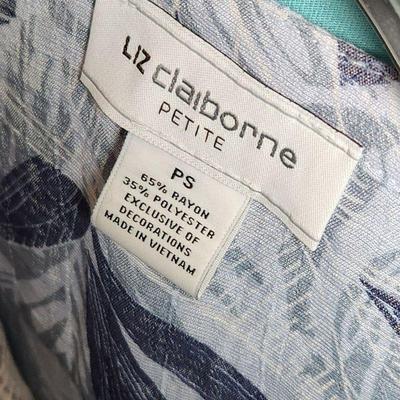 LIZ claiborne
PETITE
PS
65% RAYON
35% POLYESTER
EXCLUSIVE OF
DECORATIONS
MADE IN VIETNAM